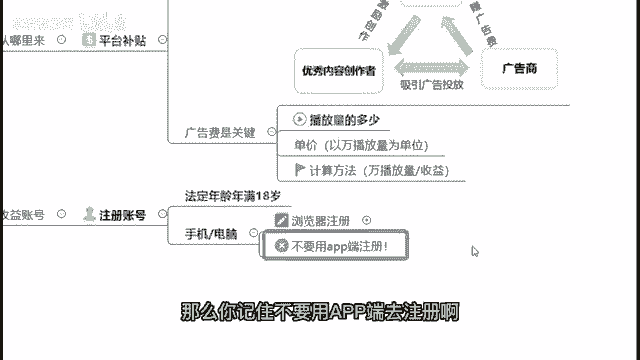 从哪里来
平台补贴
激励创作
优秀内容创作者
广告商
吸引广告投放
广告费是关键
播放量的多少
单价（以万播放量为单位）
计算方法（万播放量/收益）
收益账号
注册账号
法定年龄年满18岁
手机/电脑
浏览器注册
不要用app端注册！
那么你记住不要用APP端去注册啊